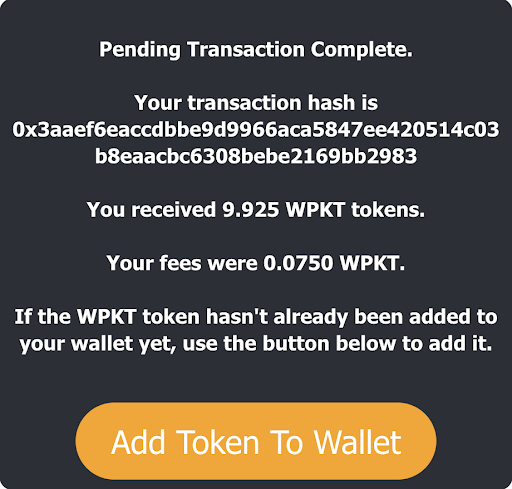 Pending Transaction Complete.
Your transaction hash is
0x3aaef6eaccdbbe9d9966aca5847ee420514c03
b8eaacbc6308bebe2169bb2983
You received 9.925 WPKT tokens.
Your fees were 0.0750 WPKT.
If the WPKT token hasn't already been added to
your wallet yet, use the button below to add it.
Add Token To Wallet